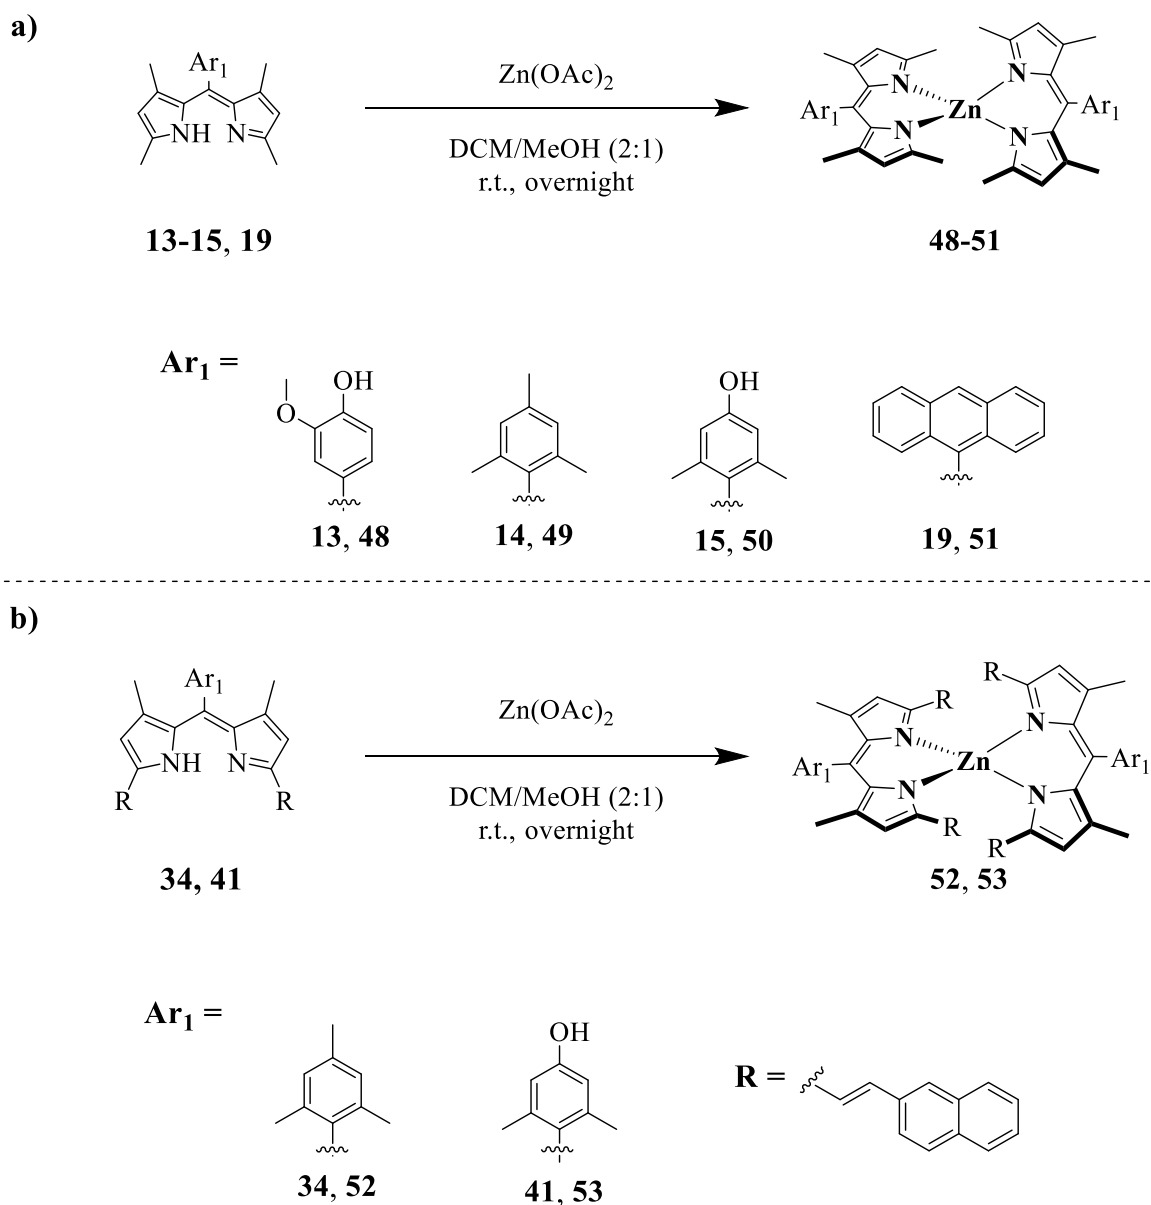 a)
Ar1
NH N
Zn(OAc)2
DCM/MeOH (2:1)
r.t., overnight
Ar1 N N Zn N N Ar1
13-15, 19
48-51
Ar1 =
O OH
OH
13, 48
14, 49
15, 50
19, 51
b)
Ar1
NH N
R R
Zn(OAc)2
DCM/MeOH (2:1)
r.t., overnight
R R
N N
Ar1 Zn Ar1
N N
R R
34, 41
52, 53
Ar1 =
OH
R =
34, 52
41, 53